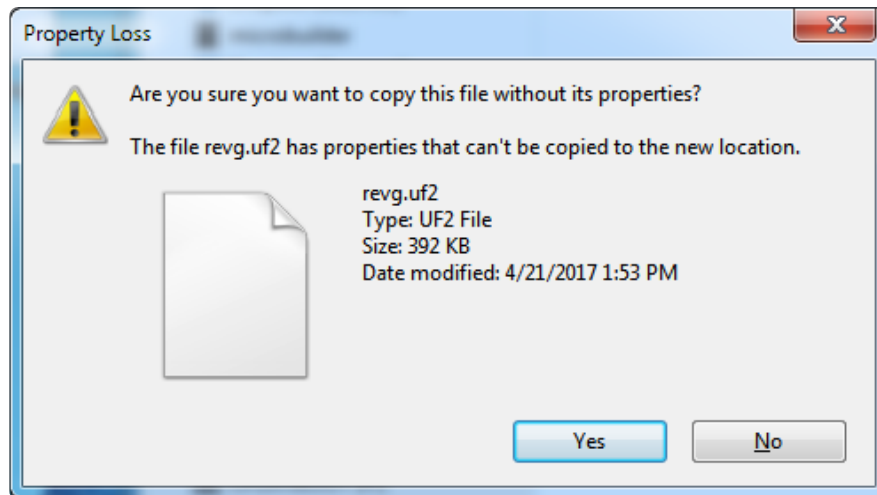 Property Loss
Are you sure you want to copy this file without its properties?
The file revg.uf2 has properties that can't be copied to the new location.
revg.uf2
Type: UF2 File
Size: 392 KB
Date modified: 4/21/2017 1:53 PM
Yes
No